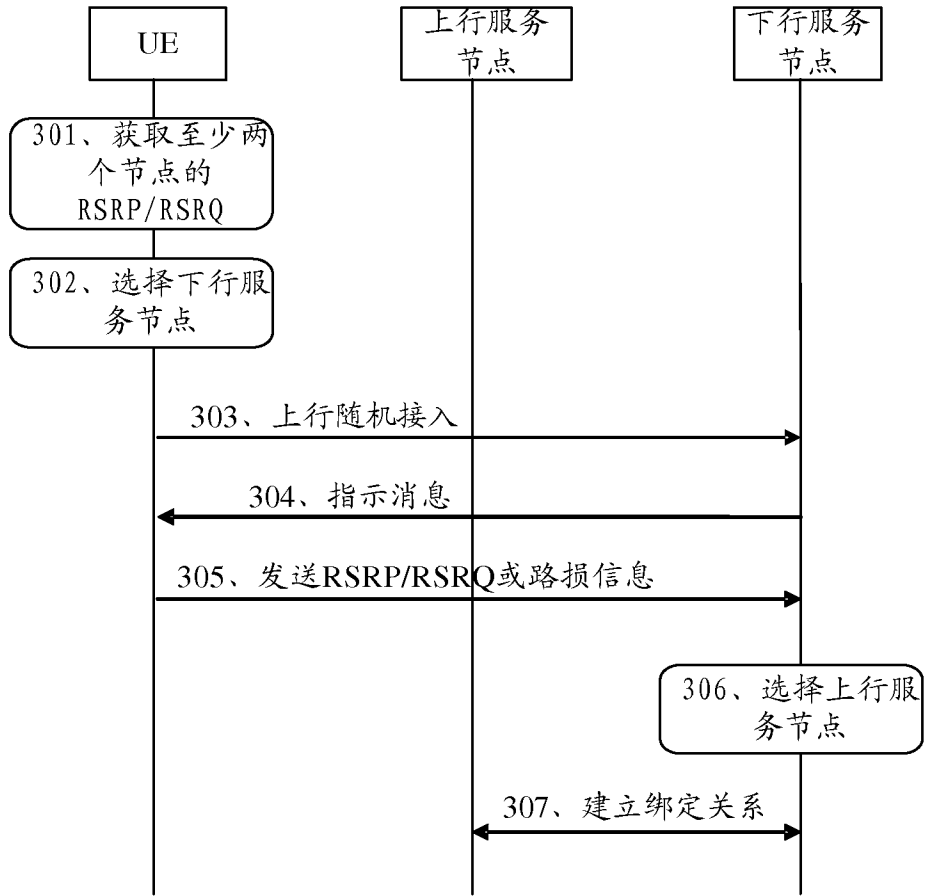 UE
上行服务
节点
下行服务
节点
301、获取至少两
个节点的
RSRP/RSRQ
302、选择下行服
务节点
303、上行随机接入
304、指示消息
305、发送RSRP/RSRQ或路损信息
306、选择上行服
务节点
307、建立绑定关系